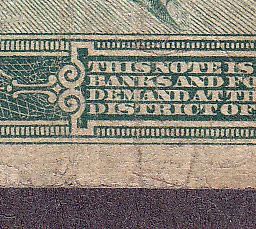 THIS NOTE IS
BANKS AND F
DEMAND AT TH
DISTRICT OF